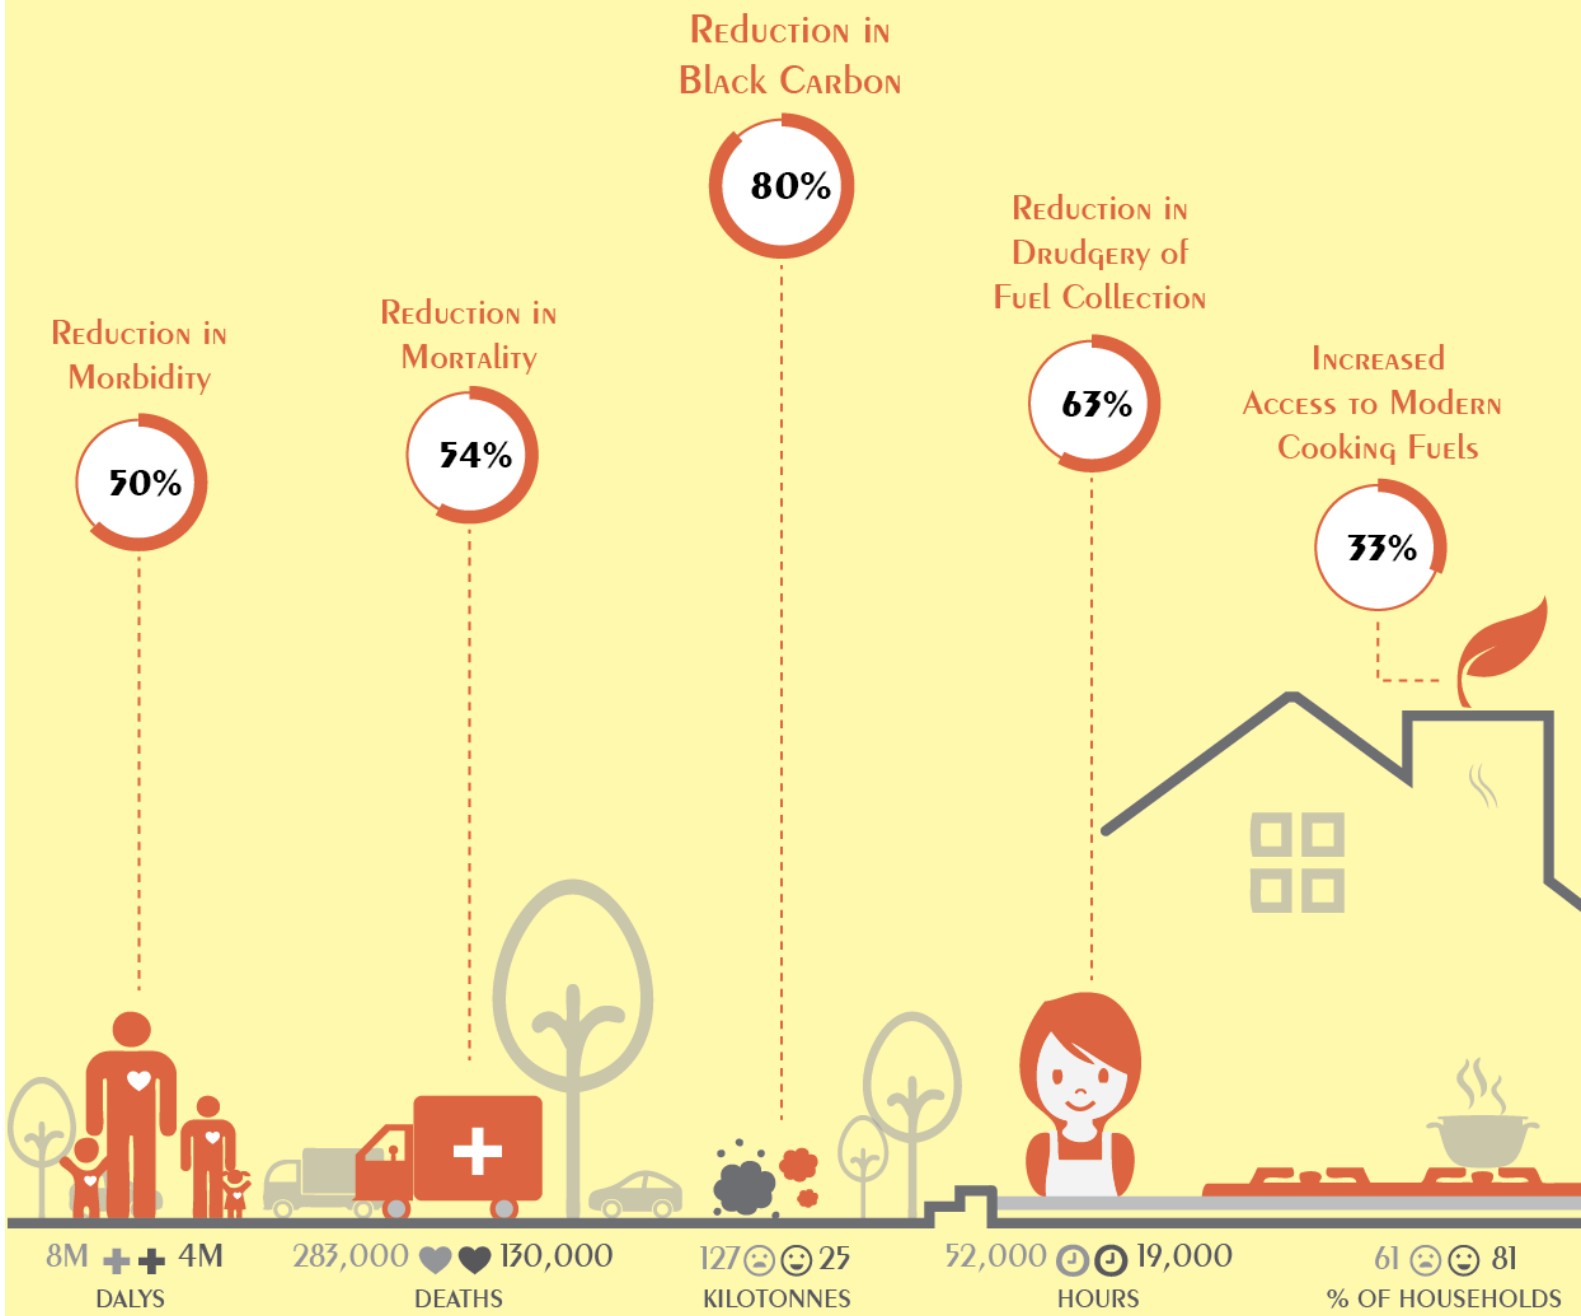 Reduction in
Black Carbon
80%
Reduction in
Drudgery of
Fuel Collection
63%
Reduction in
Mortality
54%
Reduction in
Morbidity
50%
Increased
Access to Modern
Cooking Fuels
33%
8M 4M
DALYS
283,000 130,000
DEATHS
127 25
KILOTONNES
52,000 19,000
HOURS
61 81
% OF HOUSEHOLDS